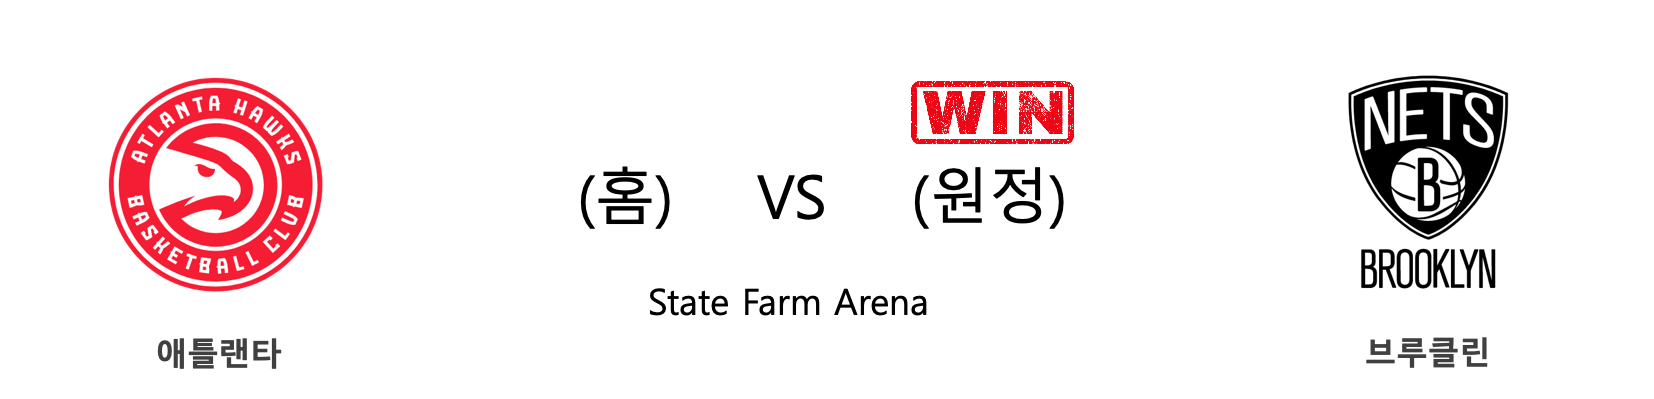 ATLANTA HAWKS
BASKETBALL CLUB
애틀랜타
WIN
(홈) VS (원정)
State Farm Arena
NETS
B
BROOKLYN
브루클린